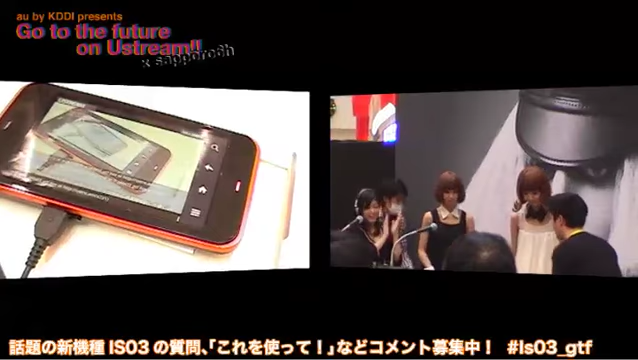 au by KDDI presents
Go to the future
on Ustream!!
× sapporo6h
話題の新機種 IS03 の質問、「これを使って！」などコメント募集中！ #Is03_gtf